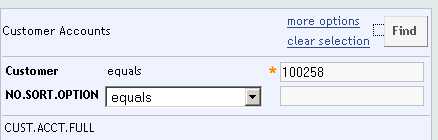 more options
Customer Accounts
Find
clear selection
Customer equals * 100258
NO.SORT.OPTION equals
CUST.ACCT.FULL